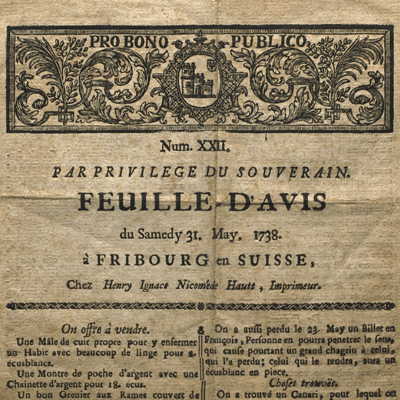 PRO BONO PUBLICO.
Num. XXII.
PAR PRIVILEGE DU SOUVERAIN.
FEUILLE-D'AVIS
du Samedy 31. May. 1738.
à FRIBOURG en SUISSE,
Chez Henry Ignace Nicomede Haute, Imprimeur.
On offre à vendre.
Une Mâle de cuir propre pour y enfermer
un Habit avec beaucoup de linge pour 2.
écusblancs.
Une Montre de poche d'argent avec une
Chainette d'argent pour 18. écus.
Un bon Grenier aux Rames couvert de
On a aussi perdu le 23. May un Billet en
François, Personne en pourra penetrer le sens,
qui cause pourtant un grand chagrin à celui,
qui l'a perdu; celui qui le rendra, aura un
écusblanc en piece.
Choses trouvées.
On a trouvé un Canari, pour lequel on